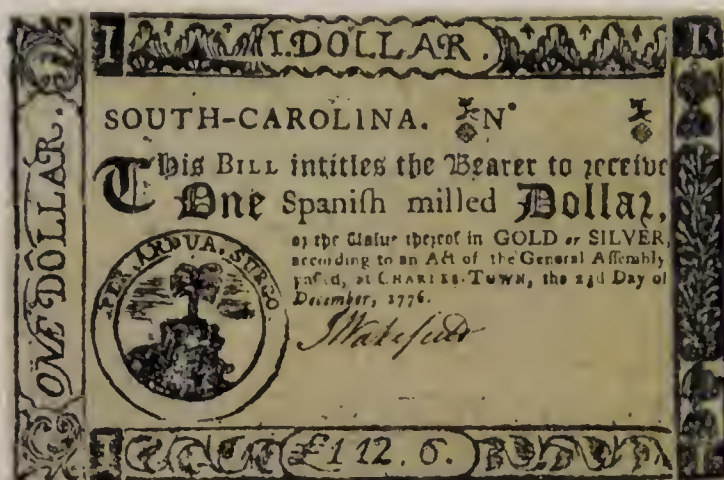 I I. DOLLAR.
ONE DOLLAR.
SOUTH-CAROLINA. N°
This BILL intitles the Bearer to receive
One Spanish milled Dollar,
or the Value thereof in GOLD or SILVER,
according to an Act of the General Assembly
passed, at CHARLES-TOWN, the 23d Day of
December, 1776.
PER. ARDUA. SURGO
JWakefield
£1 12. 6.